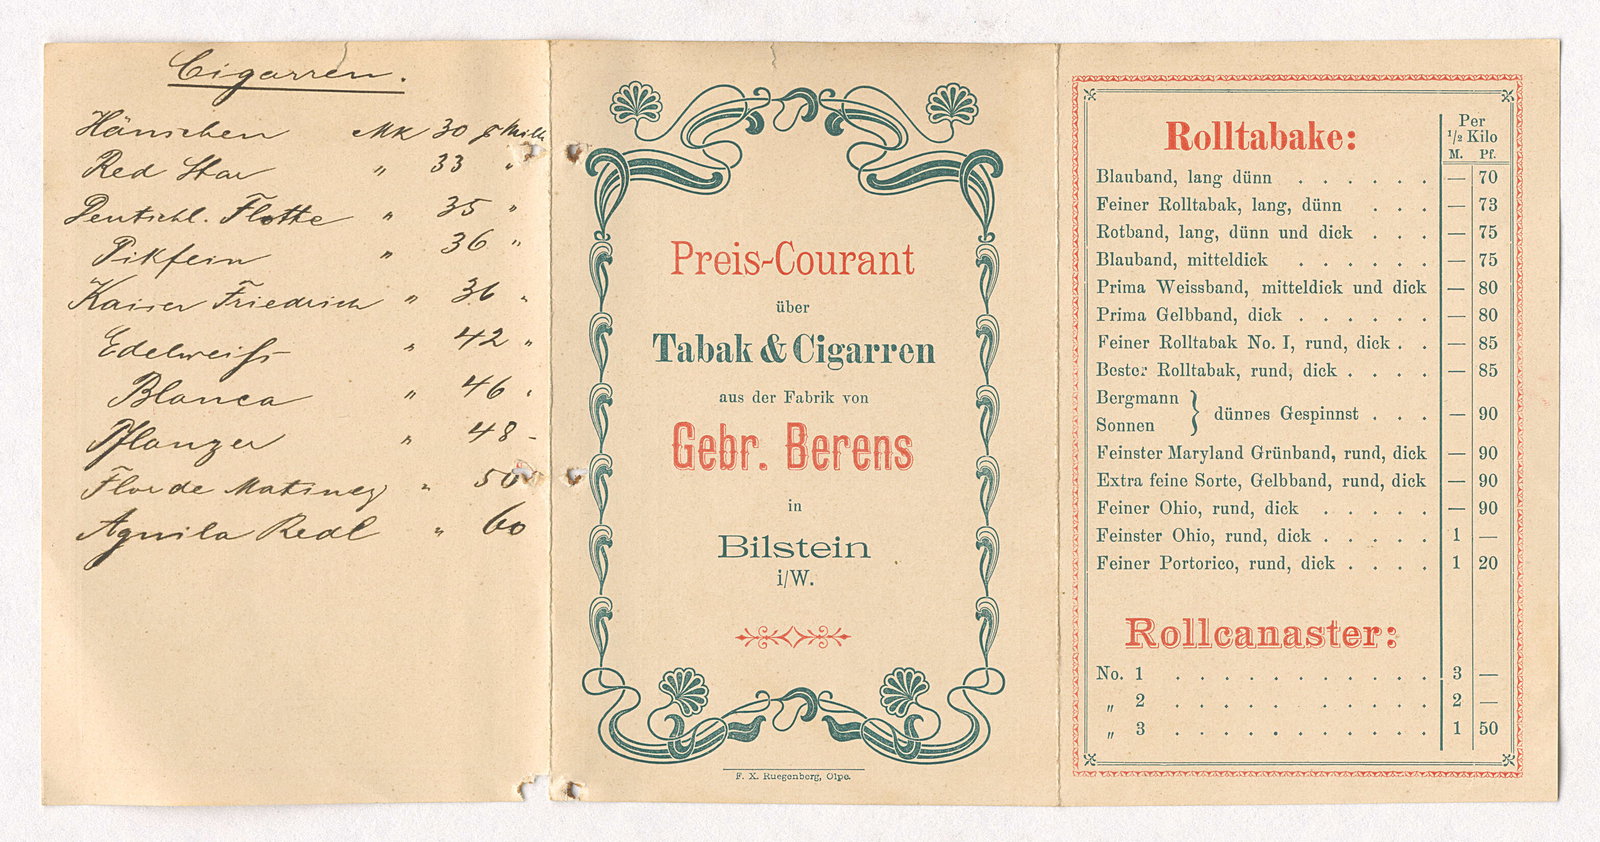 Cigarren.
Hänschen Mk 30 p Mille
Red Star " 33 "
Deutschl. Flotte " 35 "
Pikfein " 36 "
Kaiser Friedrich " 36 "
Edelweiß " 42 "
Blanca " 46 "
Pflanzer " 48 "
Flor de " 50
Aguila Real " 60
Preis-Courant
über
Tabak & Cigarren
aus der Fabrik von
Gebr. Berens
in
Bilstein
i/W.
F. X. Ruegenberg, Olpe.
Rolltabake:
Per
1/2 Kilo
M. Pf.
Blauband, lang dünn . . . . . . — 70
Feiner Rolltabak, lang, dünn . . . — 73
Rotband, lang, dünn und dick . . . — 75
Blauband, mitteldick . . . . . . — 75
Prima Weissband, mitteldick und dick — 80
Prima Gelbband, dick . . . . . . — 80
Feiner Rolltabak No. I, rund, dick . . — 85
Bester Rolltabak, rund, dick . . . . — 85
Bergmann
Sonnen } dünnes Gespinnst . . . — 90
Feinster Maryland Grünband, rund, dick — 90
Extra feine Sorte, Gelbband, rund, dick — 90
Feiner Ohio, rund, dick . . . . . — 90
Feinster Ohio, rund, dick . . . . . 1 —
Feiner Portorico, rund, dick . . . . 1 20
Rollcanaster:
No. 1 . . . . . . . . . . . 3 —
„ 2 . . . . . . . . . . . 2 —
„ 3 . . . . . . . . . . . 1 50